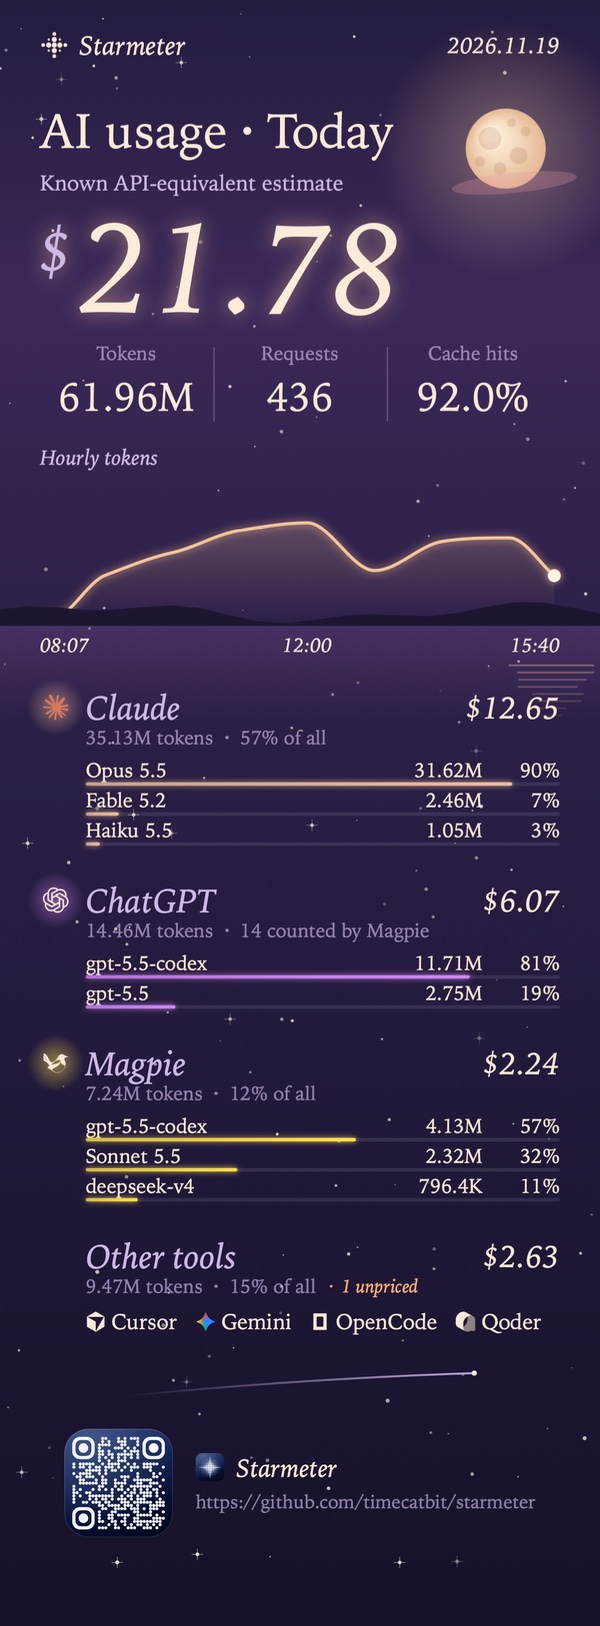 Starmeter 2026.11.19
AI usage · Today
Known API-equivalent estimate
$21.78
Tokens Requests Cache hits
61.96M 436 92.0%
Hourly tokens
08:07 12:00 15:40
Claude $12.65
35.13M tokens · 57% of all
Opus 5.5 31.62M 90%
Fable 5.2 2.46M 7%
Haiku 5.5 1.05M 3%
ChatGPT $6.07
14.46M tokens · 14 counted by Magpie
gpt-5.5-codex 11.71M 81%
gpt-5.5 2.75M 19%
Magpie $2.24
7.24M tokens · 12% of all
gpt-5.5-codex 4.13M 57%
Sonnet 5.5 2.32M 32%
deepseek-v4 796.4K 11%
Other tools $2.63
9.47M tokens · 15% of all · 1 unpriced
Cursor Gemini OpenCode Qoder
Starmeter
https://github.com/timecatbit/starmeter